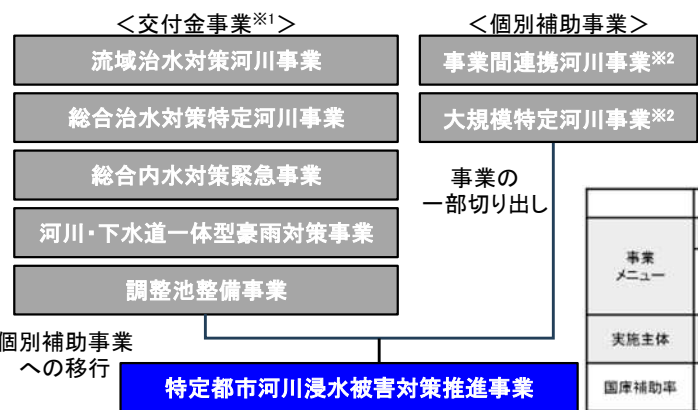 ＜交付金事業※1＞
流域治水対策河川事業
総合治水対策特定河川事業
総合内水対策緊急事業
河川・下水道一体型豪雨対策事業
調整池整備事業
＜個別補助事業＞
事業間連携河川事業※2
大規模特定河川事業※2
事業の
一部切り出し
個別補助事業
への移行
特定都市河川浸水被害対策推進事業
事業
メニュー
実施主体
国庫補助率